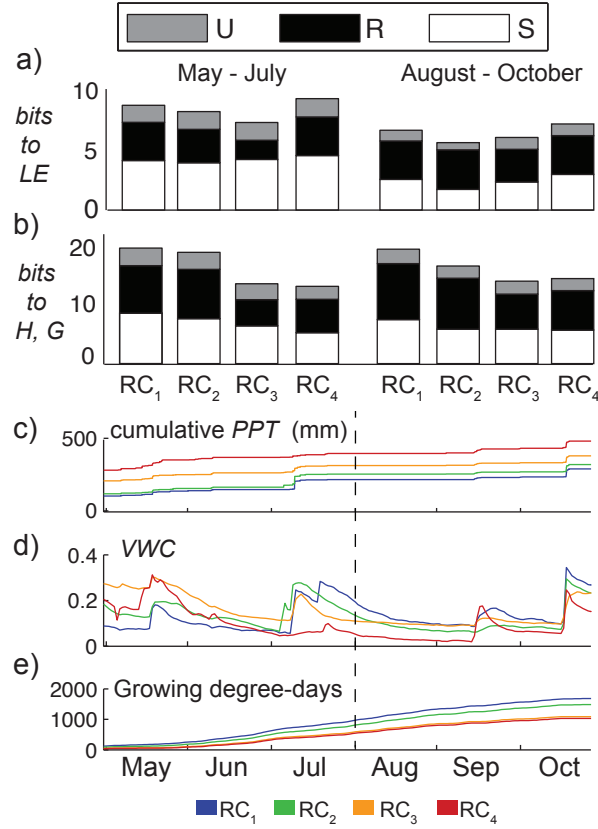 U R S
a) May - July August - October
10
bits
to
LE
5
0
b)
20
bits
to
H, G
10
0
RC1 RC2 RC3 RC4 RC1 RC2 RC3 RC4
c) cumulative PPT (mm)
500
0
d) VWC
0.4
0.2
0
e) Growing degree-days
2000
1000
0
May Jun Jul Aug Sep Oct
RC1 RC2 RC3 RC4